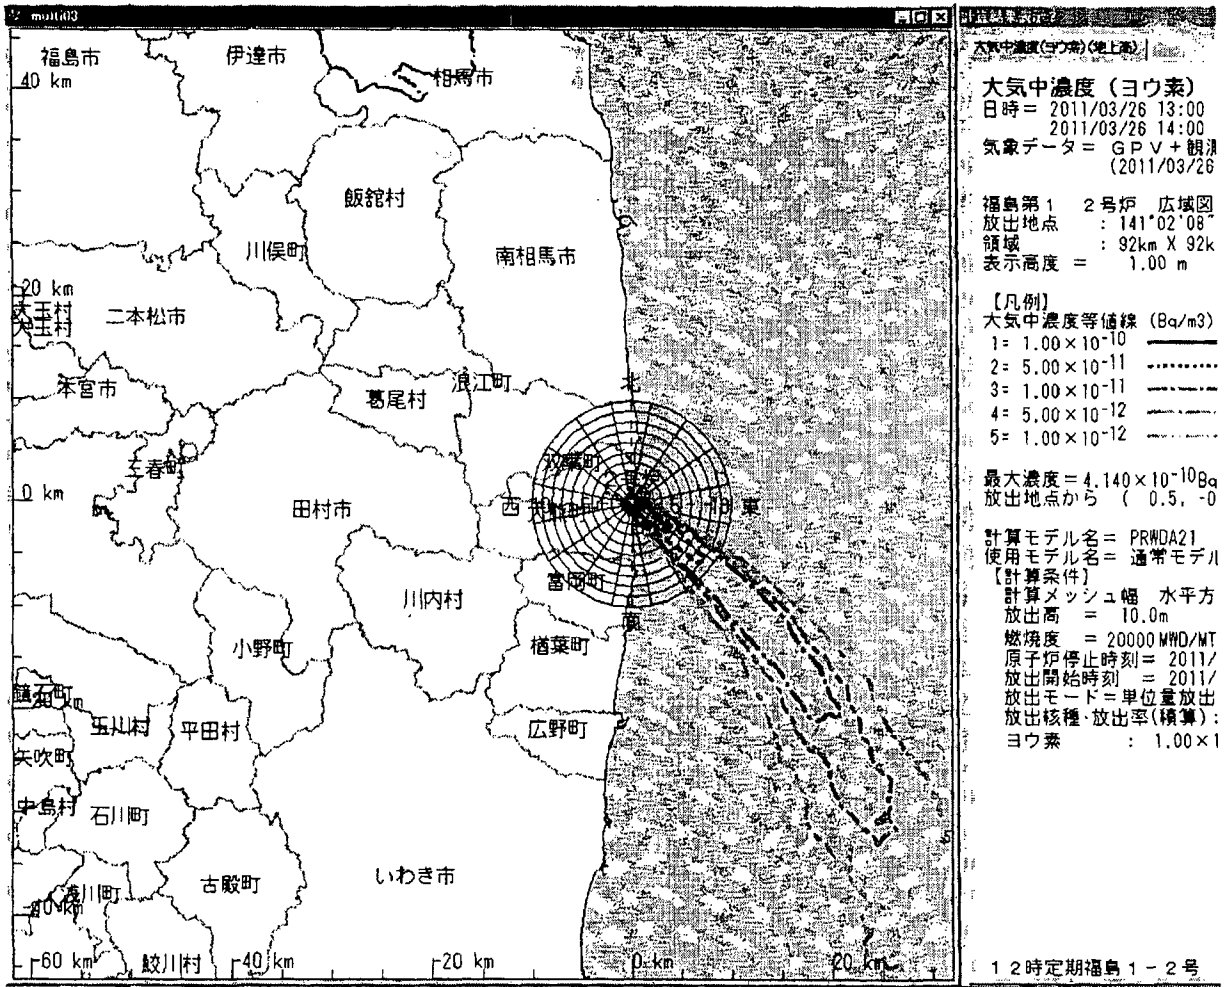 multi03
福島市
伊達市
相馬市
40 km
飯舘村
川俣町
南相馬市
20 km
大玉村
大玉村
二本松市
本宮市
浪江町
葛尾村
北
三春町
双葉町
0 km
田村市
西
10
東
富岡町
川内村
南
小野町
楢葉町
鏡石町
玉川村
平田村
広野町
矢吹町
中島村
石川町
古殿町
いわき市
浅川町
-40 km
-60 km
鮫川村
-40 km
-20 km
0 km
20 km
計算結果表示
大気中濃度(ヨウ素)(地上高)
大気中濃度 (ヨウ素)
日時= 2011/03/26 13:00
2011/03/26 14:00
気象データ= GPV+観測
(2011/03/26
福島第1 2号炉 広域図
放出地点 : 141°02'08"
領域 : 92km X 92k
表示高度 = 1.00 m
【凡例】
大気中濃度等値線 (Bq/m3)
1= 1.00×10-10
2= 5.00×10-11
3= 1.00×10-11
4= 5.00×10-12
5= 1.00×10-12
最大濃度=4.140×10-10Bq
放出地点から ( 0.5, -0
計算モデル名= PRWDA21
使用モデル名= 通常モデル
【計算条件】
計算メッシュ幅 水平方
放出高 = 10.0m
燃焼度 =20000MWD/MT
原子炉停止時刻= 2011/
放出開始時刻 = 2011/
放出モード=単位量放出
放出核種・放出率(積算):
ヨウ素 : 1.00×1
12時定期福島1-2号